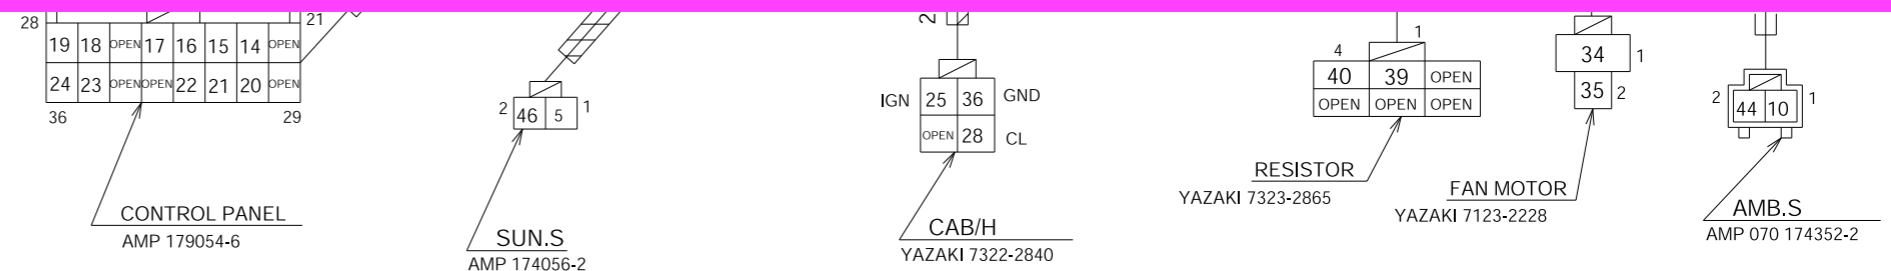 28
21
19 18 OPEN 17 16 15 14 OPEN
24 23 OPEN OPEN 22 21 20 OPEN
36
29
CONTROL PANEL
AMP 179054-6
2
46 5
1
SUN.S
AMP 174056-2
2
IGN
25 36
GND
OPEN 28
CL
CAB/H
YAZAKI 7322-2840
4
1
40 39 OPEN
OPEN OPEN OPEN
RESISTOR
YAZAKI 7323-2865
34
1
35
2
FAN MOTOR
YAZAKI 7123-2228
2
44 10
1
AMB.S
AMP 070 174352-2